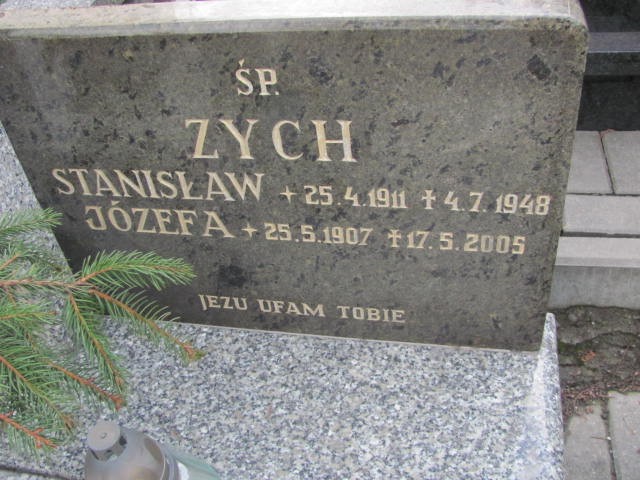 ŚP.
ZYCH
STANISŁAW + 25.4.1911 ✝ 4.7.1948
JÓZEFA + 25.5.1907 ✝ 17.5.2005
JEZU UFAM TOBIE